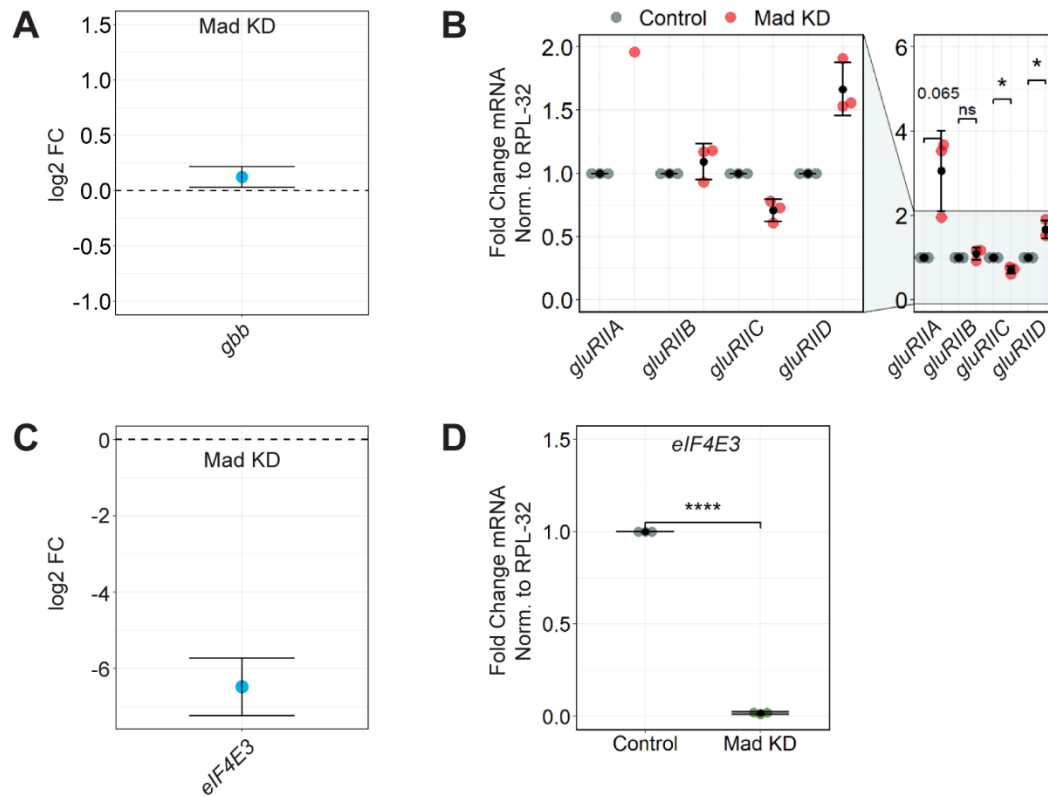 A
Mad KD
1.5
1.0
0.5
0.0
-0.5
-1.0
log2 FC
gbb
B
Control
Mad KD
2.0
1.5
1.0
0.5
0.0
Fold Change mRNA
Norm. to RPL-32
gluRIIA
gluRIIB
gluRIIC
gluRIID
6
4
2
0
0.065
ns
*
*
gluRIIA
gluRIIB
gluRIIC
gluRIID
C
0
-2
-4
-6
Mad KD
log2 FC
eIF4E3
D
1.5
1.0
0.5
0.0
eIF4E3
****
Fold Change mRNA
Norm. to RPL-32
Control
Mad KD